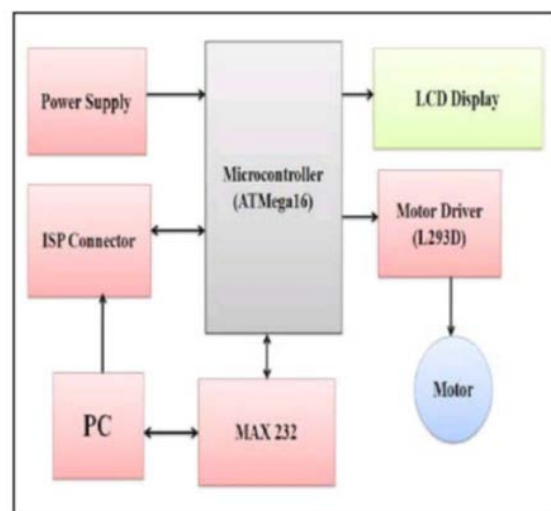 Power Supply
Microcontroller
(ATMega16)
LCD Display
ISP Connector
Motor Driver
(L293D)
PC
MAX 232
Motor